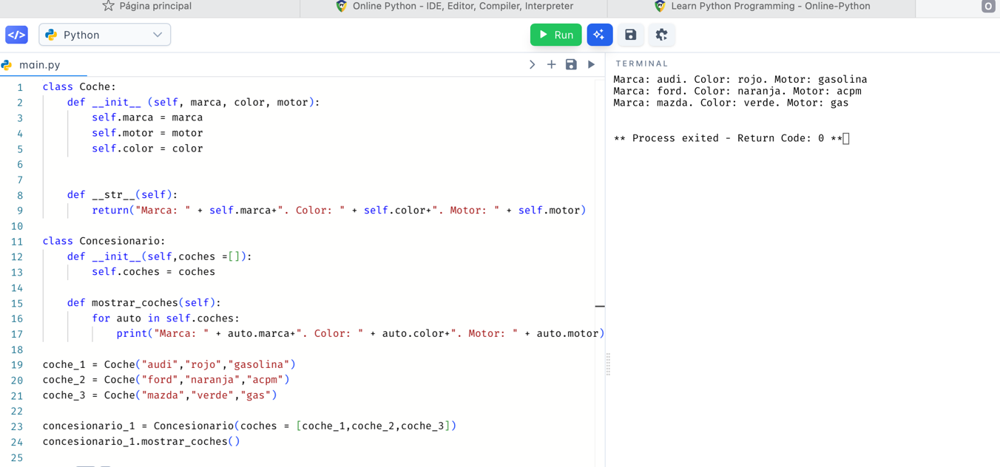 Página principal
Online Python - IDE, Editor, Compiler, Interpreter
Learn Python Programming - Online-Python
O
</>
Python
Run
main.py
TERMINAL
1 class Coche:
2     def __init__ (self, marca, color, motor):
3         self.marca = marca
4         self.motor = motor
5         self.color = color
6
7
8     def __str__(self):
9         return("Marca: " + self.marca+". Color: " + self.color+". Motor: " + self.motor)
10
11 class Concesionario:
12     def __init__(self,coches =[]):
13         self.coches = coches
14
15     def mostrar_coches(self):
16         for auto in self.coches:
17             print("Marca: " + auto.marca+". Color: " + auto.color+". Motor: " + auto.motor)
18
19 coche_1 = Coche("audi","rojo","gasolina")
20 coche_2 = Coche("ford","naranja","acpm")
21 coche_3 = Coche("mazda","verde","gas")
22
23 concesionario_1 = Concesionario(coches = [coche_1,coche_2,coche_3])
24 concesionario_1.mostrar_coches()
25
Marca: audi. Color: rojo. Motor: gasolina
Marca: ford. Color: naranja. Motor: acpm
Marca: mazda. Color: verde. Motor: gas
** Process exited - Return Code: 0 **